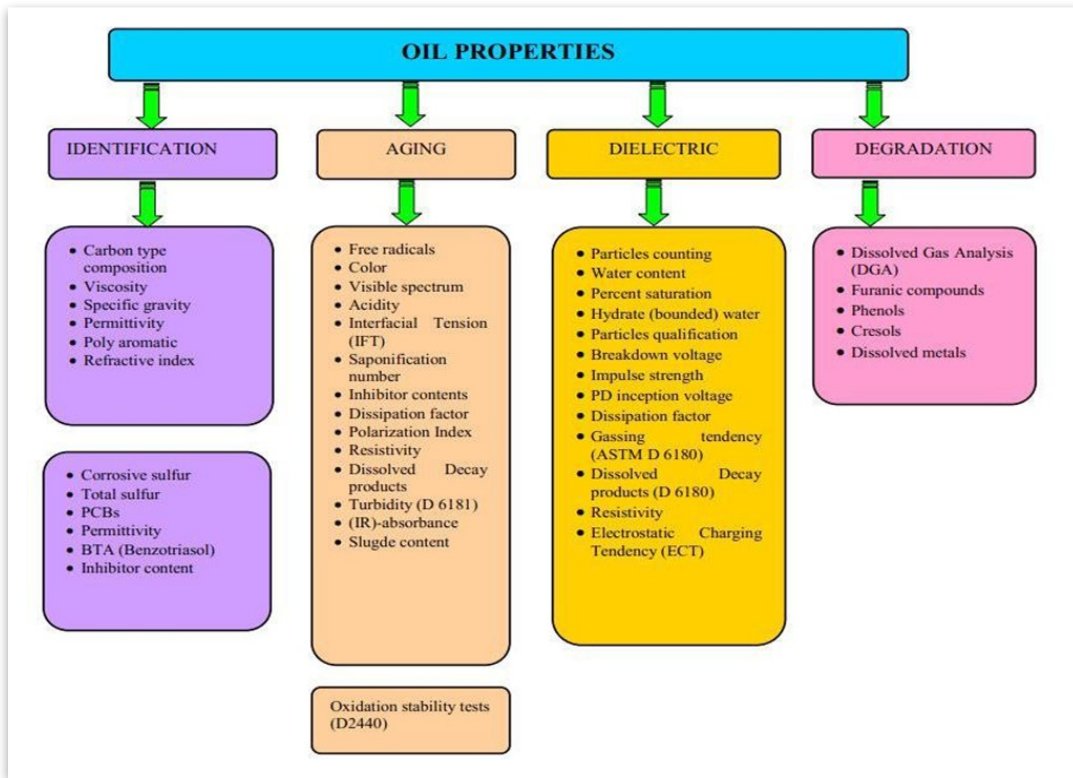 OIL PROPERTIES
IDENTIFICATION
AGING
DIELECTRIC
DEGRADATION
• Carbon type
composition
• Viscosity
• Specific gravity
• Permittivity
• Poly aromatic
• Refractive index
• Corrosive sulfur
• Total sulfur
• PCBs
• Permittivity
• BTA (Benzotriasol)
• Inhibitor content
• Free radicals
• Color
• Visible spectrum
• Acidity
• Interfacial Tension
(IFT)
• Saponification
number
• Inhibitor contents
• Dissipation factor
• Polarization Index
• Resistivity
• Dissolved Decay
products
• Turbidity (D 6181)
• (IR)-absorbance
• Slugde content
Oxidation stability tests
(D2440)
• Particles counting
• Water content
• Percent saturation
• Hydrate (bounded) water
• Particles qualification
• Breakdown voltage
• Impulse strength
• PD inception voltage
• Dissipation factor
• Gassing tendency
(ASTM D 6180)
• Dissolved Decay
products (D 6180)
• Resistivity
• Electrostatic Charging
Tendency (ECT)
• Dissolved Gas Analysis
(DGA)
• Furanic compounds
• Phenols
• Cresols
• Dissolved metals